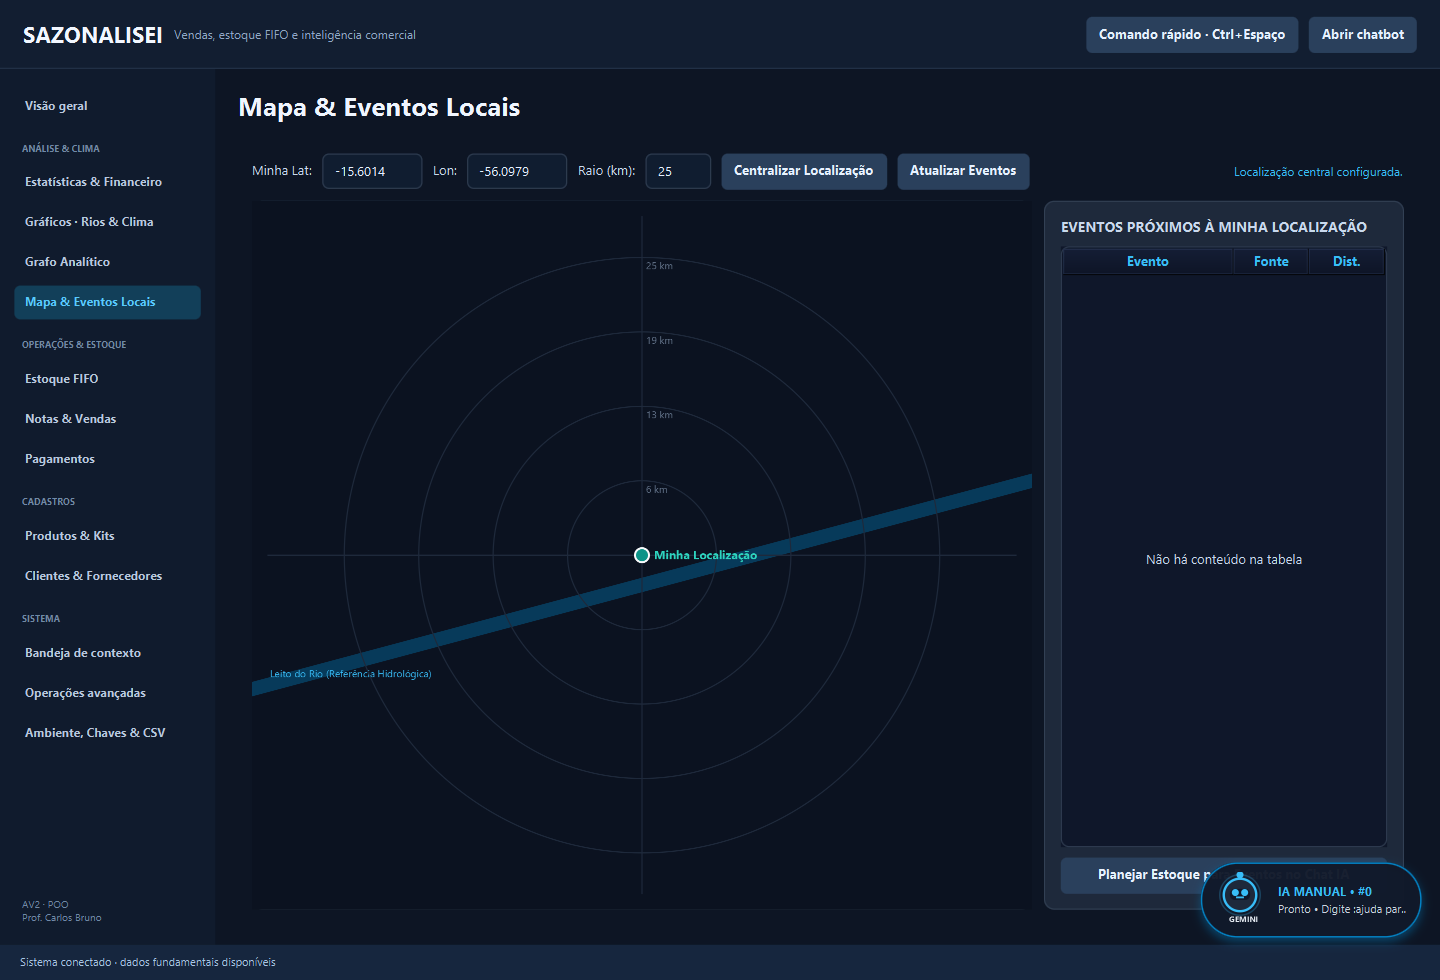 SAZONALISEI
Vendas, estoque FIFO e inteligência comercial
Comando rápido · Ctrl+Espaço
Abrir chatbot
Visão geral
ANÁLISE & CLIMA
Estatísticas & Financeiro
Gráficos · Rios & Clima
Grafo Analítico
Mapa & Eventos Locais
OPERAÇÕES & ESTOQUE
Estoque FIFO
Notas & Vendas
Pagamentos
CADASTROS
Produtos & Kits
Clientes & Fornecedores
SISTEMA
Bandeja de contexto
Operações avançadas
Ambiente, Chaves & CSV
AV2 · POO
Prof. Carlos Bruno
Mapa & Eventos Locais
Minha Lat: -15.6014 Lon: -56.0979 Raio (km): 25 Centralizar Localização Atualizar Eventos
Localização central configurada.
25 km
19 km
13 km
6 km
Minha Localização
Leito do Rio (Referência Hidrológica)
EVENTOS PRÓXIMOS À MINHA LOCALIZAÇÃO
Evento Fonte Dist.
Não há conteúdo na tabela
Planejar Estoque
no Chat IA
GEMINI
IA MANUAL • #0
Pronto • Digite :ajuda par..
Sistema conectado · dados fundamentais disponíveis